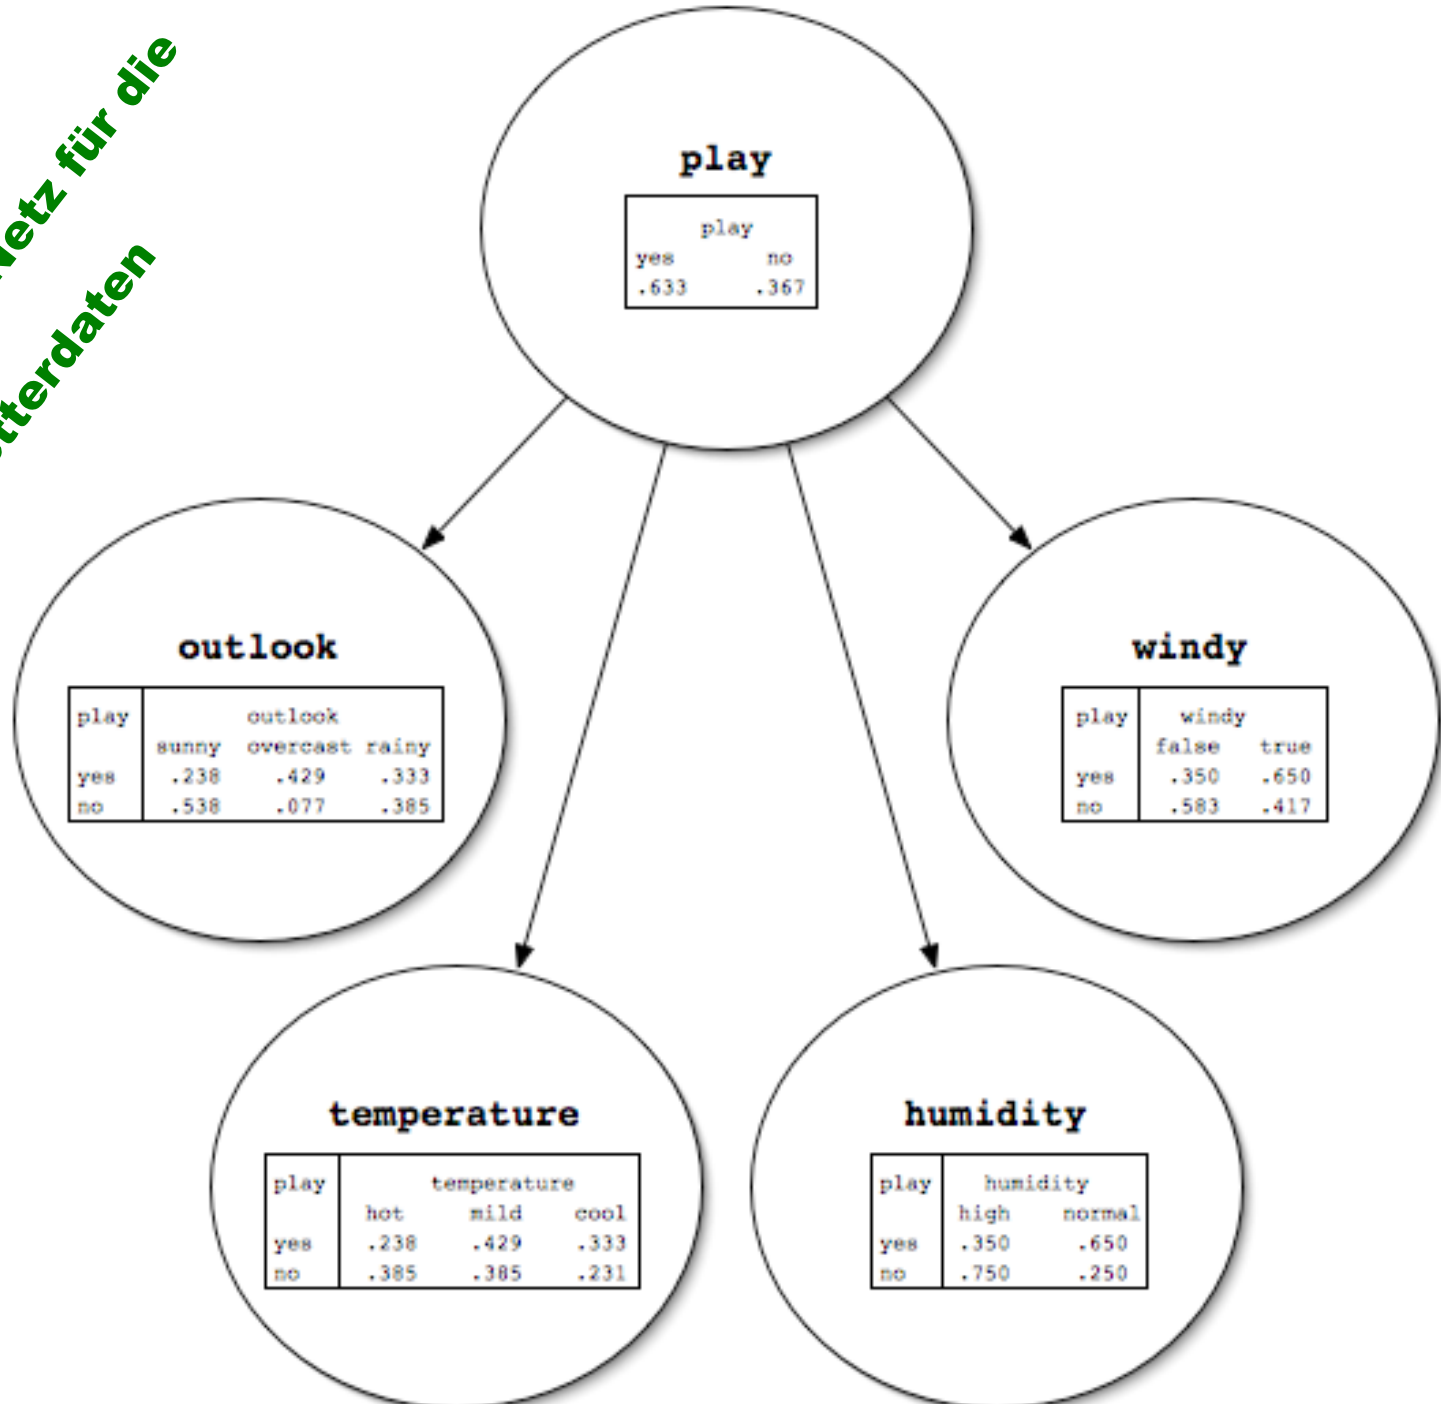 Netz für die
tterdaten
play
play
yes no
.633 .367
outlook
play outlook
sunny overcast rainy
yes .238 .429 .333
no .538 .077 .385
windy
play windy
false true
yes .350 .650
no .583 .417
temperature
play temperature
hot mild cool
yes .238 .429 .333
no .385 .385 .231
humidity
play humidity
high normal
yes .350 .650
no .750 .250